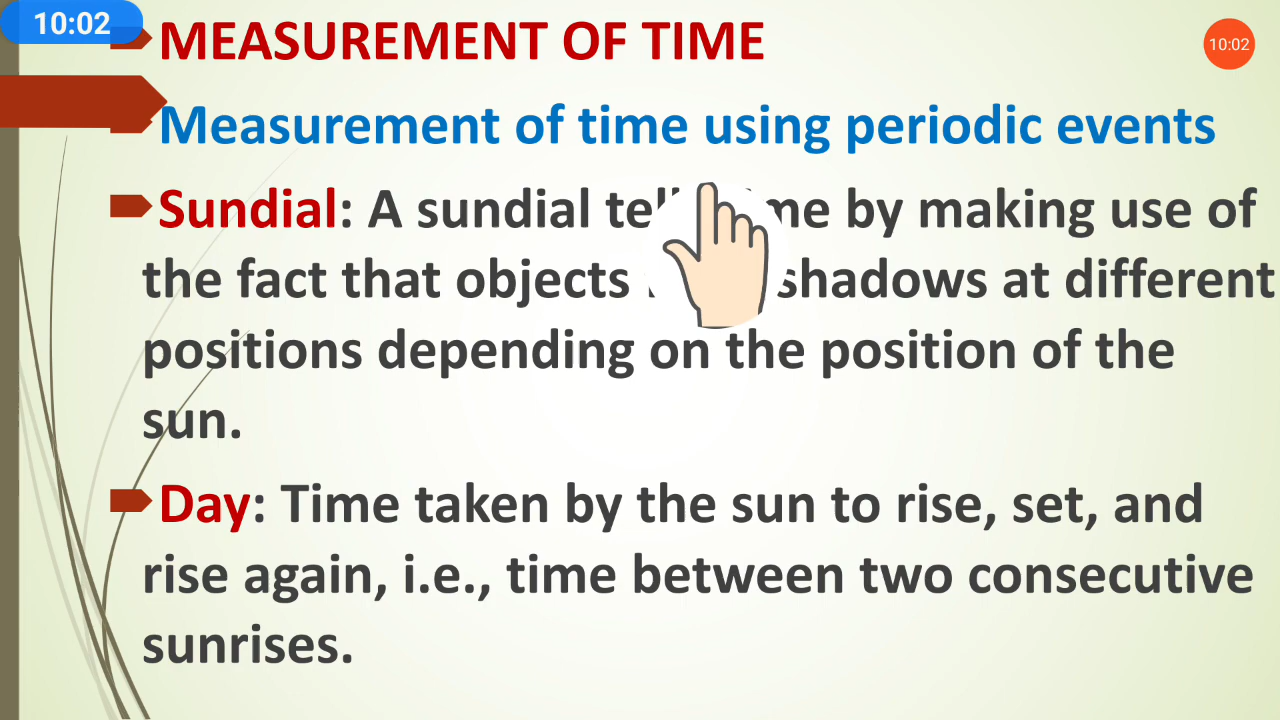 10:02
MEASUREMENT OF TIME
10:02
Measurement of time using periodic events
Sundial: A sundial by making use of
the fact that objects shadows at different
positions depending on the position of the
sun.
Day: Time taken by the sun to rise, set, and
rise again, i.e., time between two consecutive
sunrises.